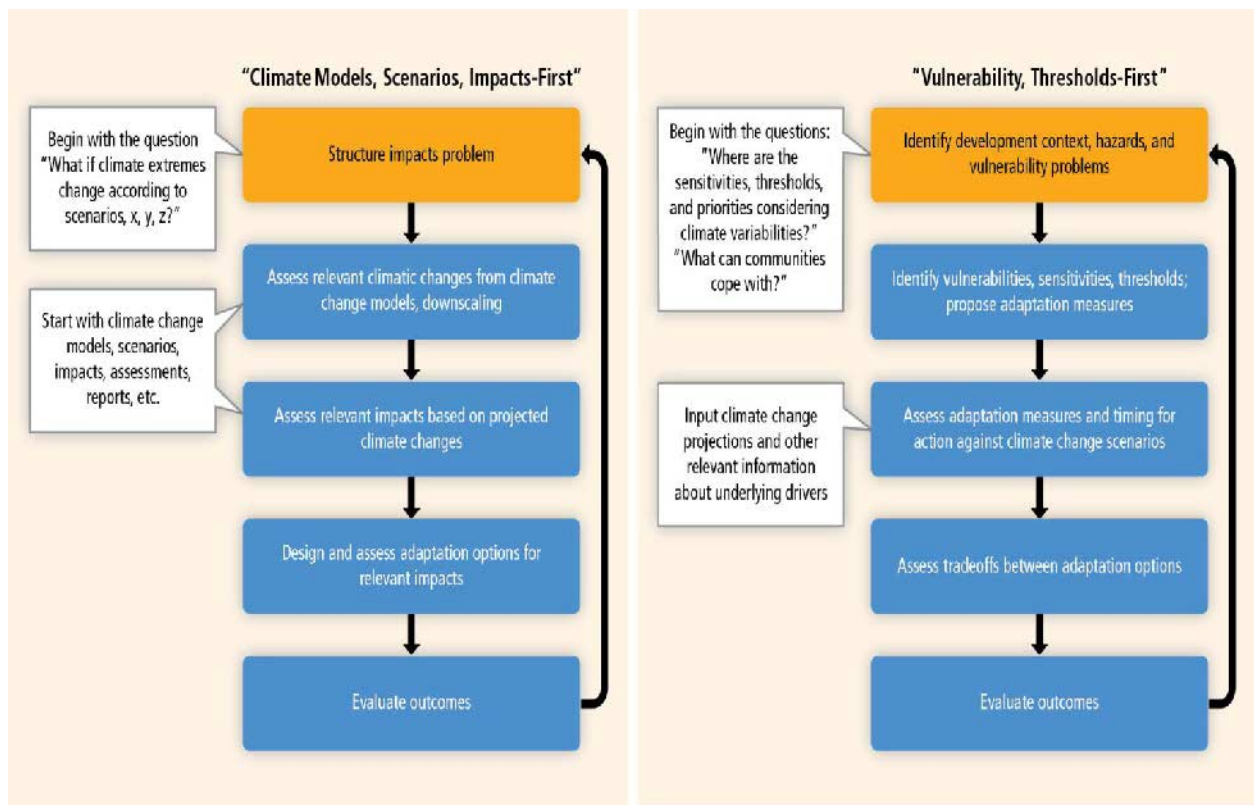 "Climate Models, Scenarios, Impacts-First"
Begin with the question
"What if climate extremes
change according to
scenarios, x, y, z?"
Structure impacts problem
Assess relevant climatic changes from climate
change models, downscaling
Start with climate change
models, scenarios,
impacts, assessments,
reports, etc.
Assess relevant impacts based on projected
climate changes
Design and assess adaptation options for
relevant impacts
Evaluate outcomes
"Vulnerability, Thresholds-First"
Begin with the questions:
"Where are the
sensitivities, thresholds,
and priorities considering
climate variabilities?"
"What can communities
cope with?"
Identify development context, hazards, and
vulnerability problems
Identify vulnerabilities, sensitivities, thresholds;
propose adaptation measures
Input climate change
projections and other
relevant information
about underlying drivers
Assess adaptation measures and timing for
action against climate change scenarios
Assess tradeoffs between adaptation options
Evaluate outcomes